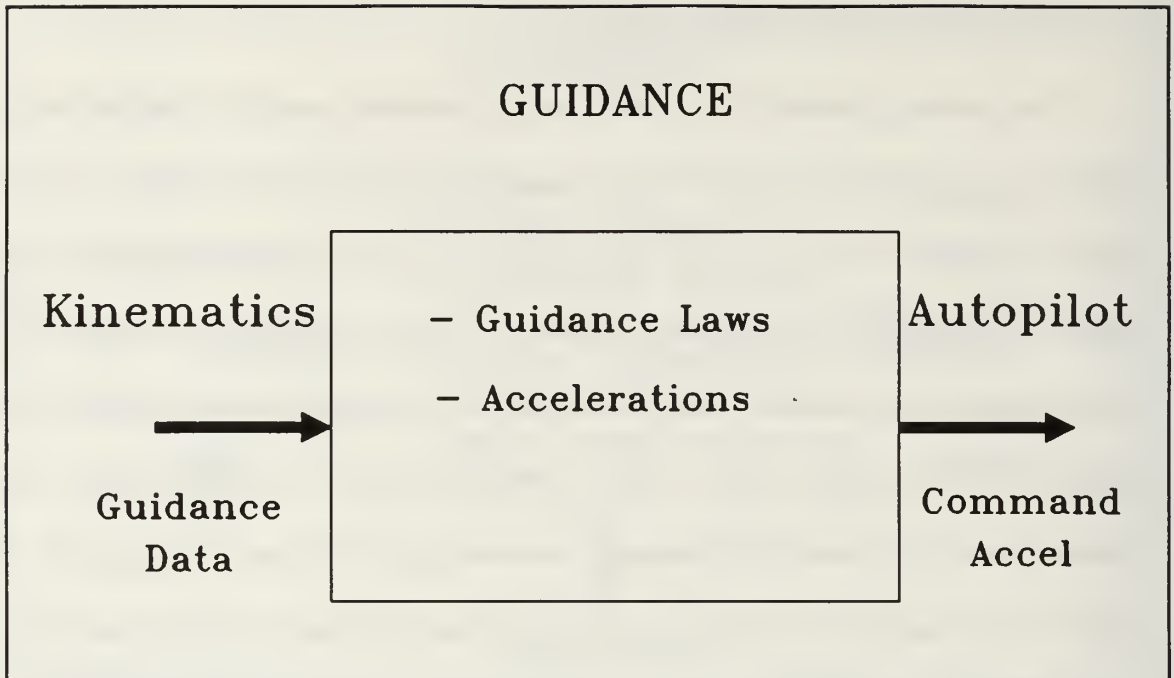 GUIDANCE
Kinematics
– Guidance Laws
– Accelerations
Autopilot
Guidance
Data
Command
Accel